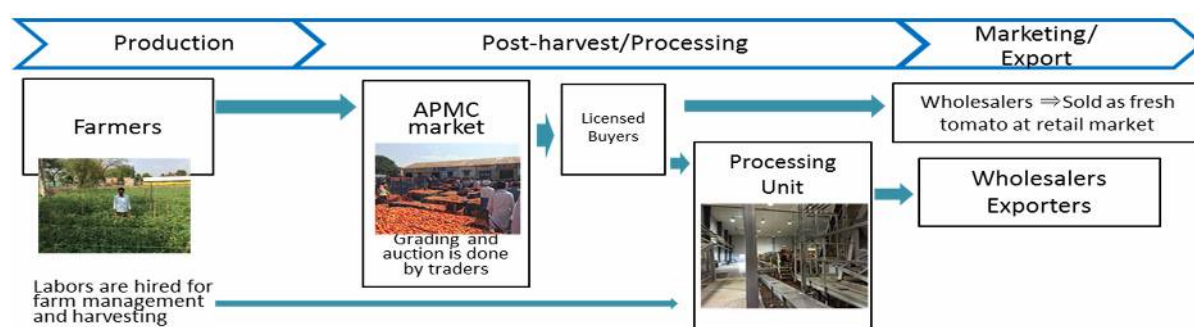 Production
Post-harvest/Processing
Marketing/
Export
Farmers
APMC
market
Grading and
auction is done
by traders
Licensed
Buyers
Wholesalers ⇒Sold as fresh
tomato at retail market
Processing
Unit
Wholesalers
Exporters
Labors are hired for
farm management
and harvesting